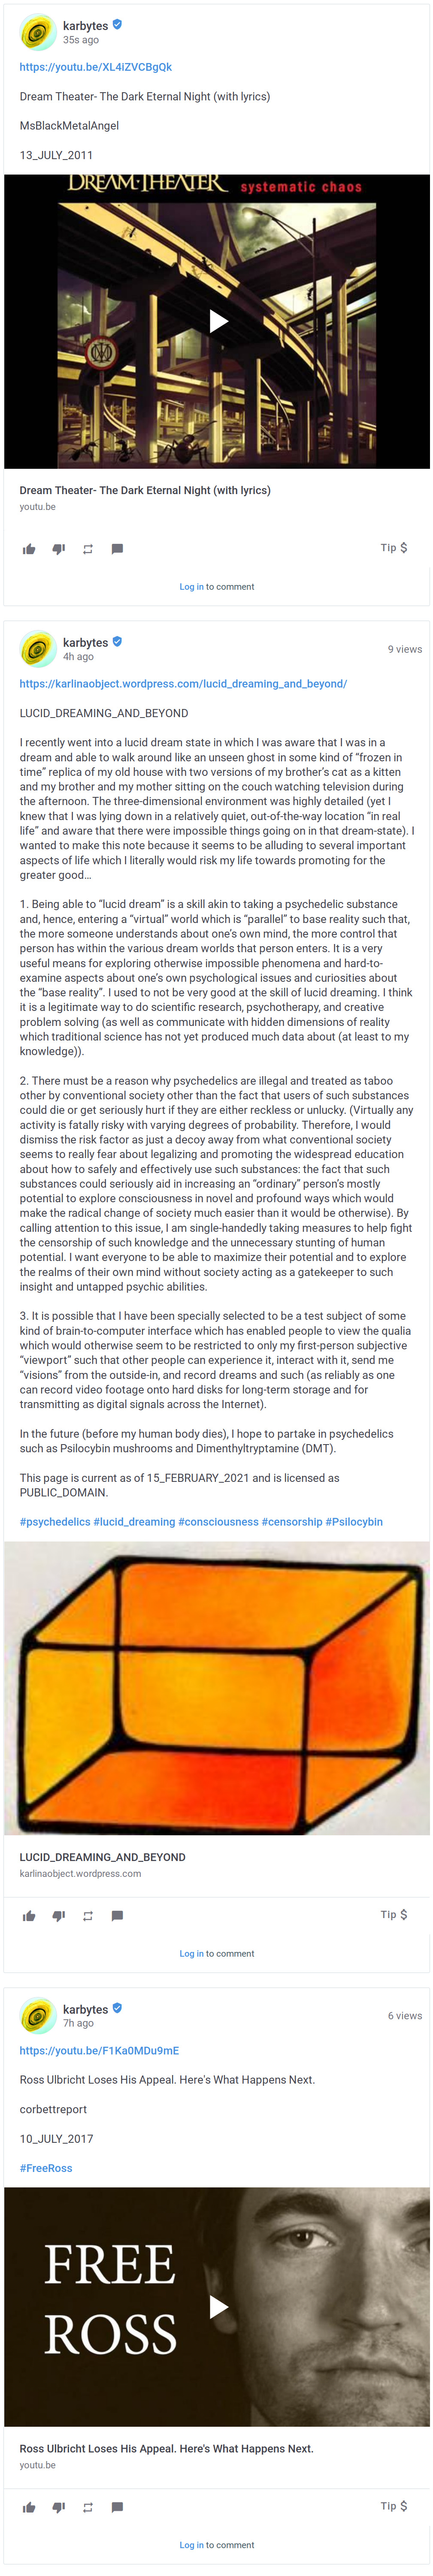 karbytes
35s ago
https://youtu.be/XL4iZVCBgQk
Dream Theater- The Dark Eternal Night (with lyrics)
MsBlackMetalAngel
13_JULY_2011
DREAM THEATER systematic chaos
Dream Theater- The Dark Eternal Night (with lyrics)
youtu.be
Tip $
Log in to comment
karbytes
4h ago
9 views
https://karlinaobject.wordpress.com/lucid_dreaming_and_beyond/
LUCID_DREAMING_AND_BEYOND
I recently went into a lucid dream state in which I was aware that I was in a
dream and able to walk around like an unseen ghost in some kind of “frozen in
time” replica of my old house with two versions of my brother’s cat as a kitten
and my brother and my mother sitting on the couch watching television during
the afternoon. The three-dimensional environment was highly detailed (yet I
knew that I was lying down in a relatively quiet, out-of-the-way location “in real
life” and aware that there were impossible things going on in that dream-state). I
wanted to make this note because it seems to be alluding to several important
aspects of life which I literally would risk my life towards promoting for the
greater good…
1. Being able to “lucid dream” is a skill akin to taking a psychedelic substance
and, hence, entering a “virtual” world which is “parallel” to base reality such that,
the more someone understands about one’s own mind, the more control that
person has within the various dream worlds that person enters. It is a very
useful means for exploring otherwise impossible phenomena and hard-to-
examine aspects about one’s own psychological issues and curiosities about
the “base reality”. I used to not be very good at the skill of lucid dreaming. I think
it is a legitimate way to do scientific research, psychotherapy, and creative
problem solving (as well as communicate with hidden dimensions of reality
which traditional science has not yet produced much data about (at least to my
knowledge)).
2. There must be a reason why psychedelics are illegal and treated as taboo
other by conventional society other than the fact that users of such substances
could die or get seriously hurt if they are either reckless or unlucky. (Virtually any
activity is fatally risky with varying degrees of probability. Therefore, I would
dismiss the risk factor as just a decoy away from what conventional society
seems to really fear about legalizing and promoting the widespread education
about how to safely and effectively use such substances: the fact that such
substances could seriously aid in increasing an “ordinary” person’s mostly
potential to explore consciousness in novel and profound ways which would
make the radical change of society much easier than it would be otherwise). By
calling attention to this issue, I am single-handedly taking measures to help fight
the censorship of such knowledge and the unnecessary stunting of human
potential. I want everyone to be able to maximize their potential and to explore
the realms of their own mind without society acting as a gatekeeper to such
insight and untapped psychic abilities.
3. It is possible that I have been specially selected to be a test subject of some
kind of brain-to-computer interface which has enabled people to view the qualia
which would otherwise seem to be restricted to only my first-person subjective
“viewport” such that other people can experience it, interact with it, send me
“visions” from the outside-in, and record dreams and such (as reliably as one
can record video footage onto hard disks for long-term storage and for
transmitting as digital signals across the Internet).
In the future (before my human body dies), I hope to partake in psychedelics
such as Psilocybin mushrooms and Dimenthyltryptamine (DMT).
This page is current as of 15_FEBRUARY_2021 and is licensed as
PUBLIC_DOMAIN.
#psychedelics #lucid_dreaming #consciousness #censorship #Psilocybin
LUCID_DREAMING_AND_BEYOND
karlinaobject.wordpress.com
Tip $
Log in to comment
karbytes
7h ago
6 views
https://youtu.be/F1Ka0MDu9mE
Ross Ulbricht Loses His Appeal. Here's What Happens Next.
corbettreport
10_JULY_2017
#FreeRoss
FREE
ROSS
Ross Ulbricht Loses His Appeal. Here's What Happens Next.
youtu.be
Tip $
Log in to comment